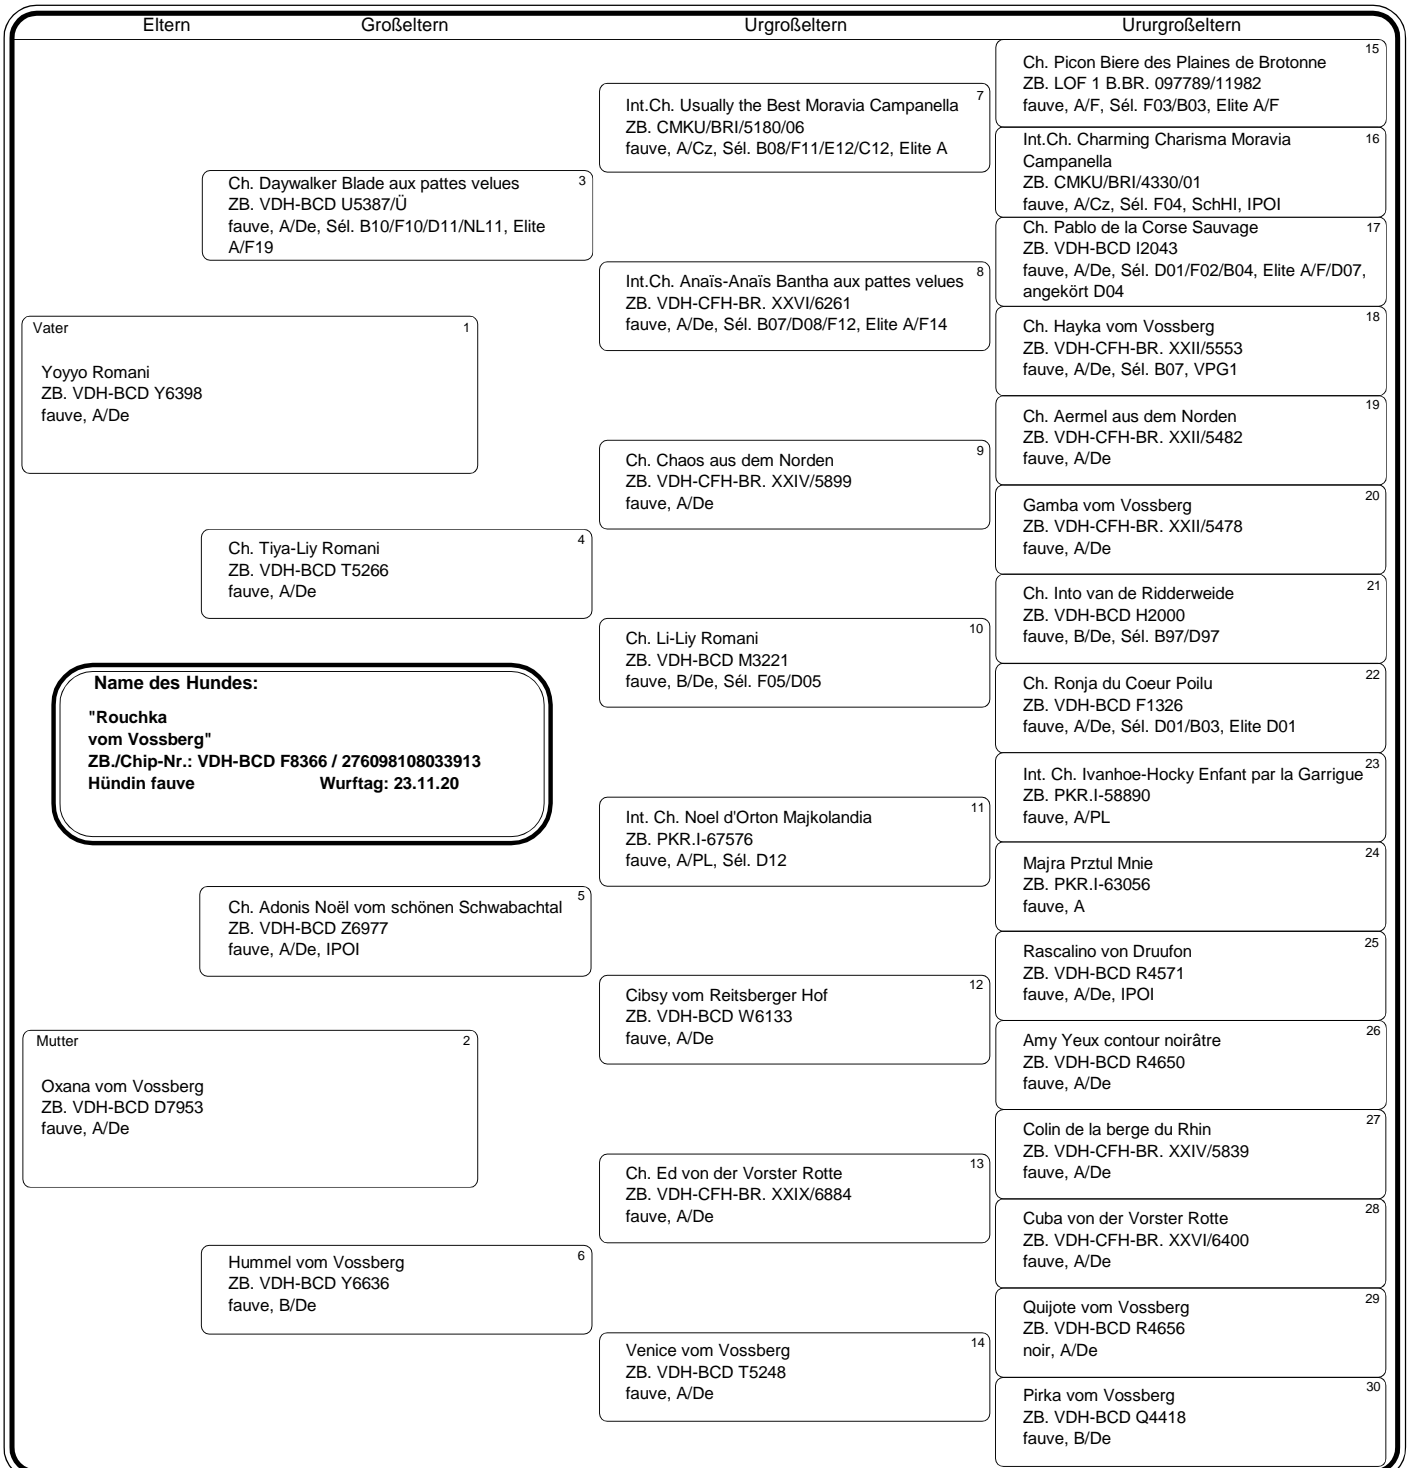 Eltern
Großeltern
Urgroßeltern
Ururgroßeltern
Vater
1
Yoyyo Romani
ZB. VDH-BCD Y6398
fauve, A/De
Name des Hundes:
"Rouchka
vom Vossberg"
ZB./Chip-Nr.: VDH-BCD F8366 / 276098108033913
Hündin fauve Wurftag: 23.11.20
Mutter
2
Oxana vom Vossberg
ZB. VDH-BCD D7953
fauve, A/De
3
Ch. Daywalker Blade aux pattes velues
ZB. VDH-BCD U5387/Ü
fauve, A/De, Sél. B10/F10/D11/NL11, Elite
A/F19
4
Ch. Tiya-Liy Romani
ZB. VDH-BCD T5266
fauve, A/De
5
Ch. Adonis Noël vom schönen Schwabachtal
ZB. VDH-BCD Z6977
fauve, A/De, IPOI
6
Hummel vom Vossberg
ZB. VDH-BCD Y6636
fauve, B/De
7
Int.Ch. Usually the Best Moravia Campanella
ZB. CMKU/BRI/5180/06
fauve, A/Cz, Sél. B08/F11/E12/C12, Elite A
8
Int.Ch. Anaïs-Anaïs Bantha aux pattes velues
ZB. VDH-CFH-BR. XXVI/6261
fauve, A/De, Sél. B07/D08/F12, Elite A/F14
9
Ch. Chaos aus dem Norden
ZB. VDH-CFH-BR. XXIV/5899
fauve, A/De
10
Ch. Li-Liy Romani
ZB. VDH-BCD M3221
fauve, B/De, Sél. F05/D05
11
Int. Ch. Noel d'Orton Majkolandia
ZB. PKR.I-67576
fauve, A/PL, Sél. D12
12
Cibsy vom Reitsberger Hof
ZB. VDH-BCD W6133
fauve, A/De
13
Ch. Ed von der Vorster Rotte
ZB. VDH-CFH-BR. XXIX/6884
fauve, A/De
14
Venice vom Vossberg
ZB. VDH-BCD T5248
fauve, A/De
15
Ch. Picon Biere des Plaines de Brotonne
ZB. LOF 1 B.BR. 097789/11982
fauve, A/F, Sél. F03/B03, Elite A/F
16
Int.Ch. Charming Charisma Moravia
Campanella
ZB. CMKU/BRI/4330/01
fauve, A/Cz, Sél. F04, SchHI, IPOI
17
Ch. Pablo de la Corse Sauvage
ZB. VDH-BCD I2043
fauve, A/De, Sél. D01/F02/B04, Elite A/F/D07,
angekört D04
18
Ch. Hayka vom Vossberg
ZB. VDH-CFH-BR. XXII/5553
fauve, A/De, Sél. B07, VPG1
19
Ch. Aermel aus dem Norden
ZB. VDH-CFH-BR. XXII/5482
fauve, A/De
20
Gamba vom Vossberg
ZB. VDH-CFH-BR. XXII/5478
fauve, A/De
21
Ch. Into van de Ridderweide
ZB. VDH-BCD H2000
fauve, B/De, Sél. B97/D97
22
Ch. Ronja du Coeur Poilu
ZB. VDH-BCD F1326
fauve, A/De, Sél. D01/B03, Elite D01
23
Int. Ch. Ivanhoe-Hocky Enfant par la Garrigue
ZB. PKR.I-58890
fauve, A/PL
24
Majra Prztul Mnie
ZB. PKR.I-63056
fauve, A
25
Rascalino von Druufon
ZB. VDH-BCD R4571
fauve, A/De, IPOI
26
Amy Yeux contour noirâtre
ZB. VDH-BCD R4650
fauve, A/De
27
Colin de la berge du Rhin
ZB. VDH-CFH-BR. XXIV/5839
fauve, A/De
28
Cuba von der Vorster Rotte
ZB. VDH-CFH-BR. XXVI/6400
fauve, A/De
29
Quijote vom Vossberg
ZB. VDH-BCD R4656
noir, A/De
30
Pirka vom Vossberg
ZB. VDH-BCD Q4418
fauve, B/De